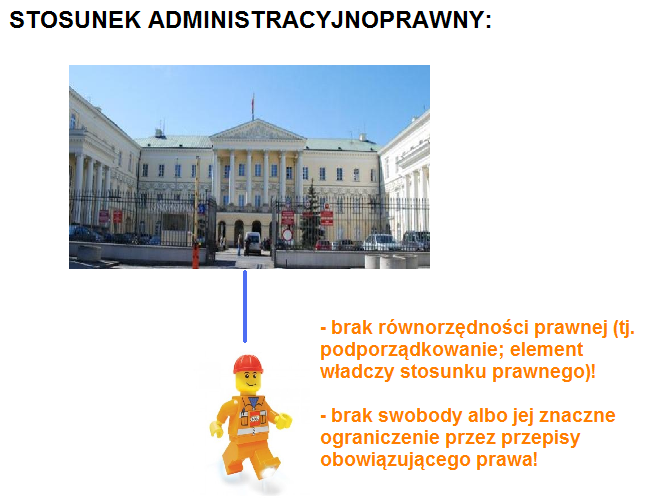 STOSUNEK ADMINISTRACYJNOPRAWNY:
- brak równorzędności prawnej (tj.
podporządkowanie; element
władczy stosunku prawnego)!
- brak swobody albo jej znaczne
ograniczenie przez przepisy
obowiązującego prawa!